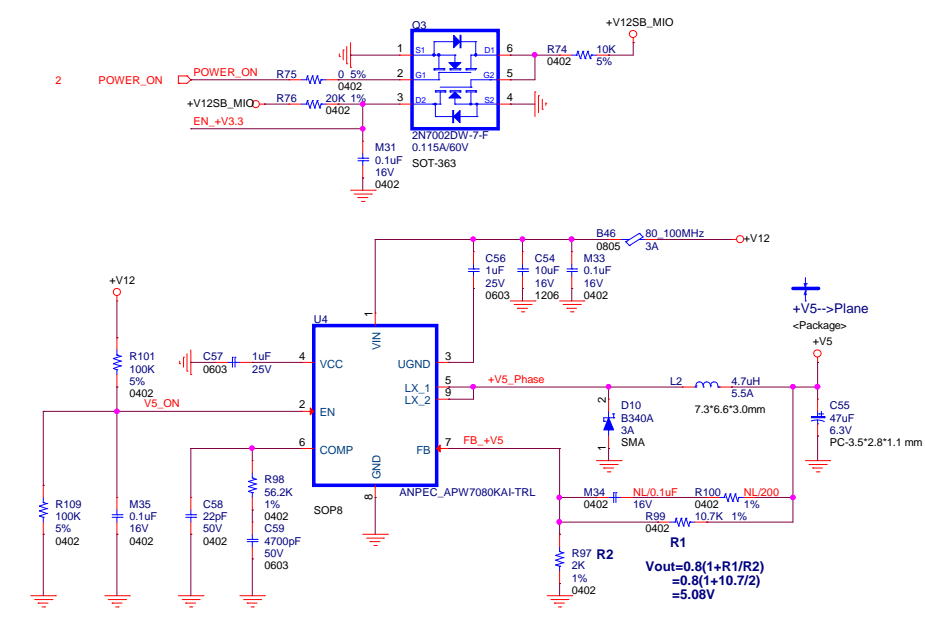 Q3
+V12SB_MIO
1 S1 D1 6
R74 10K
0402 5%
2 POWER_ON POWER_ON
R75 0 5%
0402
2 G1 G2 5
+V12SB_MIO R76 20K 1%
0402
3 D2 S2 4
EN_+V3.3
2N7002DW-7-F
0.115A/60V
SOT-363
M31
0.1uF
16V
0402
B46 80_100MHz
0805 3A
+V12
C56
1uF
25V
0603
C54
10uF
16V
1206
M33
0.1uF
16V
0402
+V12
R101
100K
5%
0402
V5_ON
C57 1uF
0603 25V
U4
1
VIN
4 VCC
UGND 3
LX_1 5
LX_2 9
2 EN
6 COMP
FB 7
GND
8
SOP8
ANPEC_APW7080KAI-TRL
+V5_Phase
FB_+V5
L2 4.7uH
5.5A
7.3*6.6*3.0mm
+V5-->Plane
<Package>
+V5
2
1
D10
B340A
3A
SMA
C55
47uF
6.3V
PC-3.5*2.8*1.1 mm
R109
100K
5%
0402
M35
0.1uF
16V
0402
C58
22pF
50V
0402
R98
56.2K
1%
0402
C59
4700pF
50V
0603
M34 NL/0.1uF
0402 16V
R100 NL/200
0402 1%
R99 10.7K 1%
0402
R1
R97 R2
2K
1%
0402
Vout=0.8(1+R1/R2)
=0.8(1+10.7/2)
=5.08V